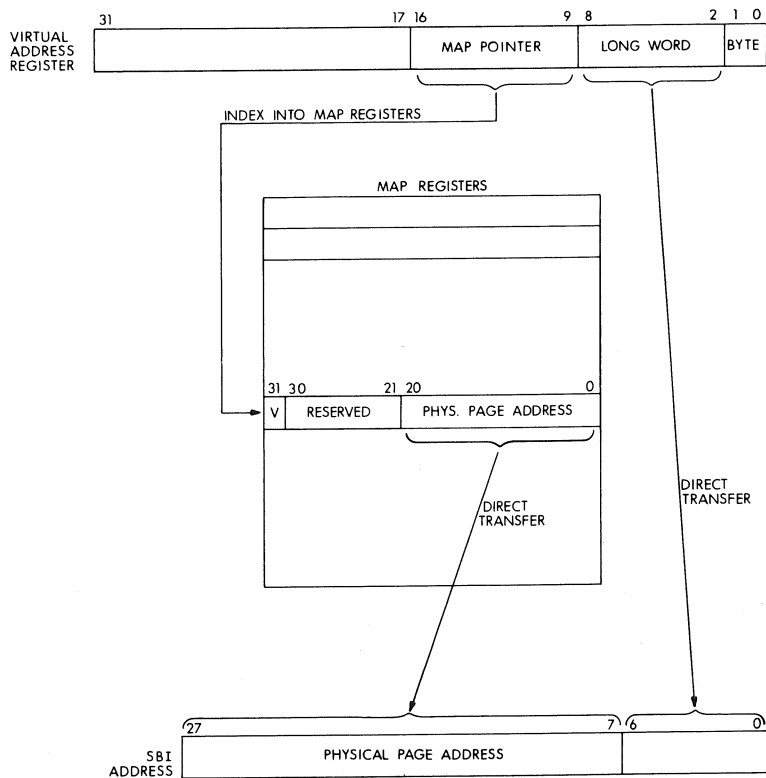 31 17 16 9 8 2 1 0
VIRTUAL
ADDRESS
REGISTER
MAP POINTER
LONG WORD
BYTE
INDEX INTO MAP REGISTERS
MAP REGISTERS
31 30 21 20 0
V RESERVED PHYS. PAGE ADDRESS
DIRECT
TRANSFER
DIRECT
TRANSFER
27 7 6 0
SBI
ADDRESS
PHYSICAL PAGE ADDRESS